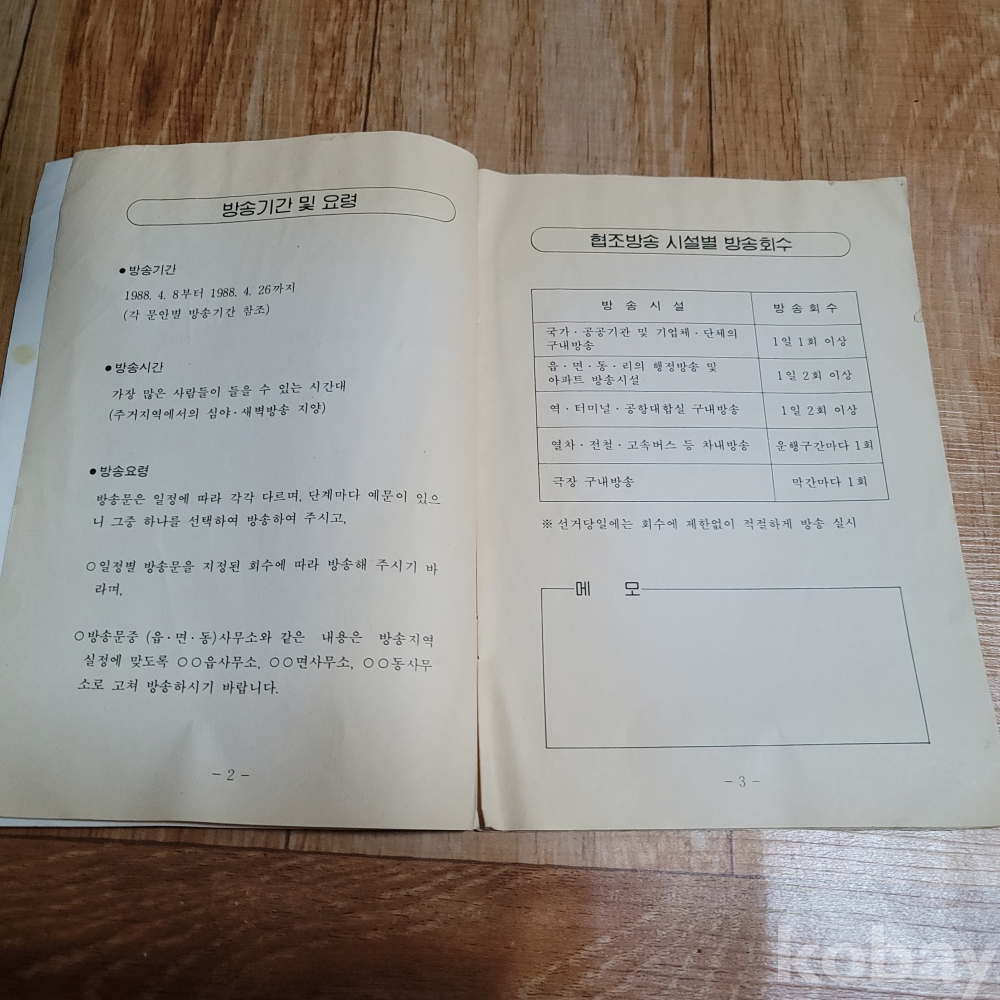 방송기간 및 요령
●방송기간
1988. 4. 8부터 1988. 4. 26까지
(각 문안별 방송기간 참조)
●방송시간
가장 많은 사람들이 들을 수 있는 시간대
(주거지역에서의 심야·새벽방송 지양)
●방송요령
방송문은 일정에 따라 각각 다르며, 단계마다 예문이 있으
니 그중 하나를 선택하여 방송하여 주시고,
○일정별 방송문을 지정된 회수에 따라 방송해 주시기 바
라며,
○방송문중 (읍·면·동)사무소와 같은 내용은 방송지역
실정에 맞도록 ○○읍사무소, ○○면사무소, ○○동사무
소로 고쳐 방송하시기 바랍니다.
- 2 -
협조방송 시설별 방송회수
방 송 시 설 방 송 회 수
국가·공공기관 및 기업체·단체의
구내방송 1일 1회 이상
읍·면·동·리의 행정방송 및
아파트 방송시설 1일 2회 이상
역·터미널·공항대합실 구내방송 1일 2회 이상
열차·전철·고속버스 등 차내방송 운행구간마다 1회
극장 구내방송 막간마다 1회
※ 선거당일에는 회수에 제한없이 적절하게 방송 실시
메 모
- 3 -
kobay